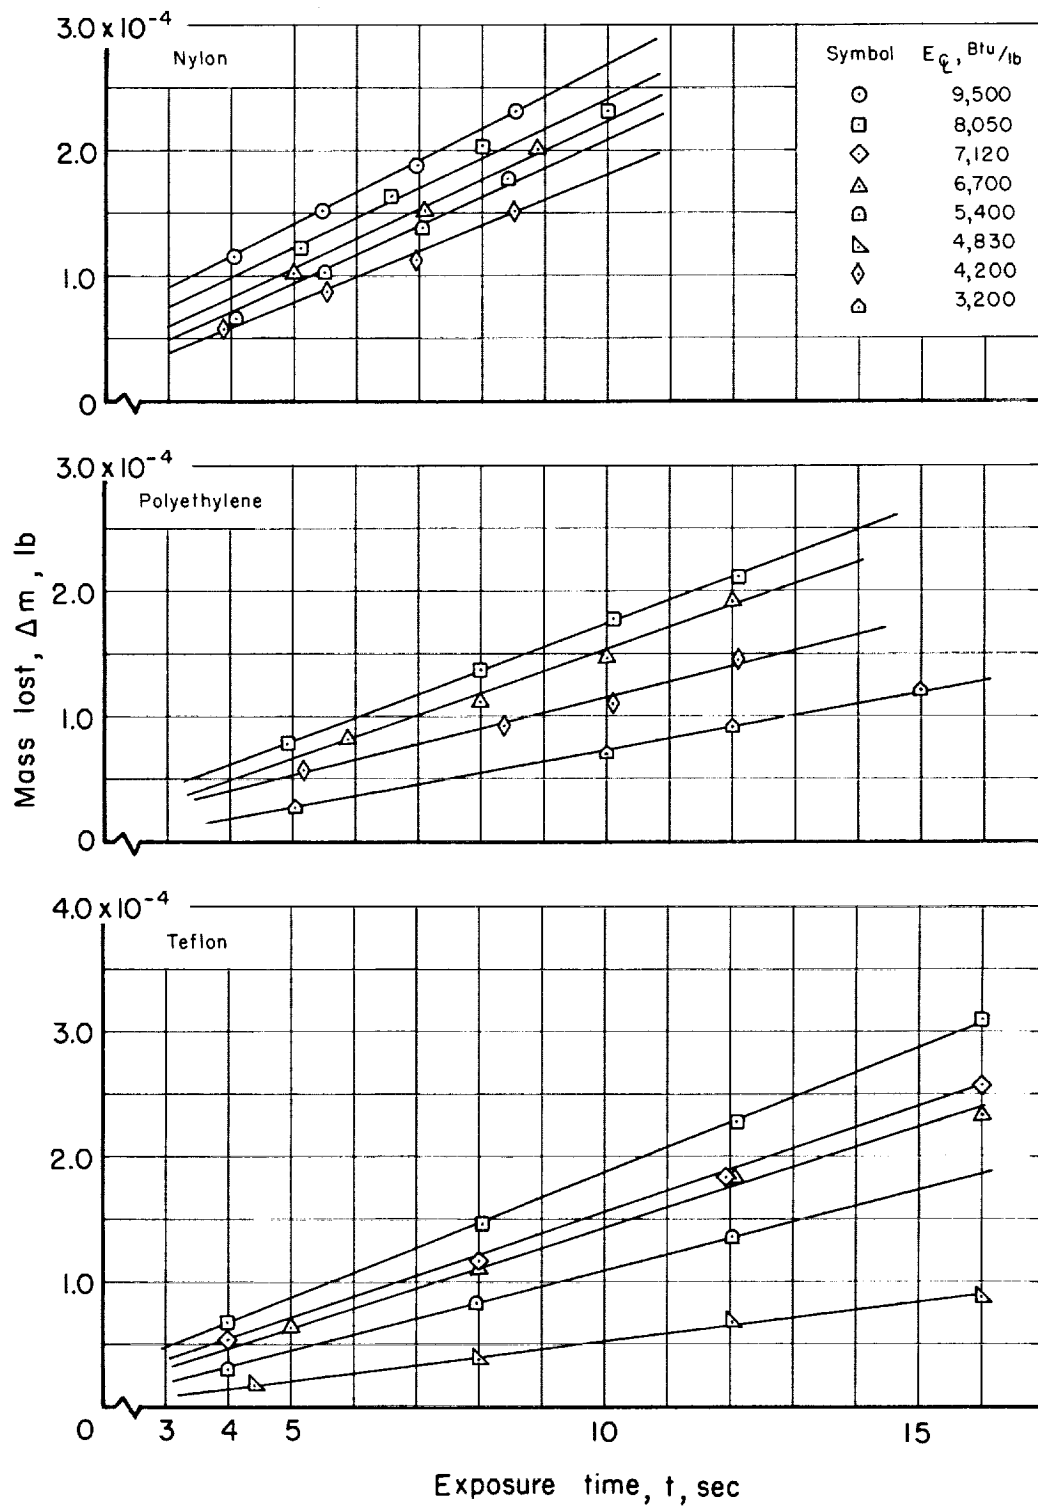 3.0 x 10-4
Nylon
2.0
1.0
0
Symbol E℄, Btu/lb
9,500
8,050
7,120
6,700
5,400
4,830
4,200
3,200
3.0 x 10-4
Polyethylene
2.0
1.0
0
Mass lost, Δm, lb
4.0 x 10-4
Teflon
3.0
2.0
1.0
0 3 4 5 10 15
Exposure time, t, sec